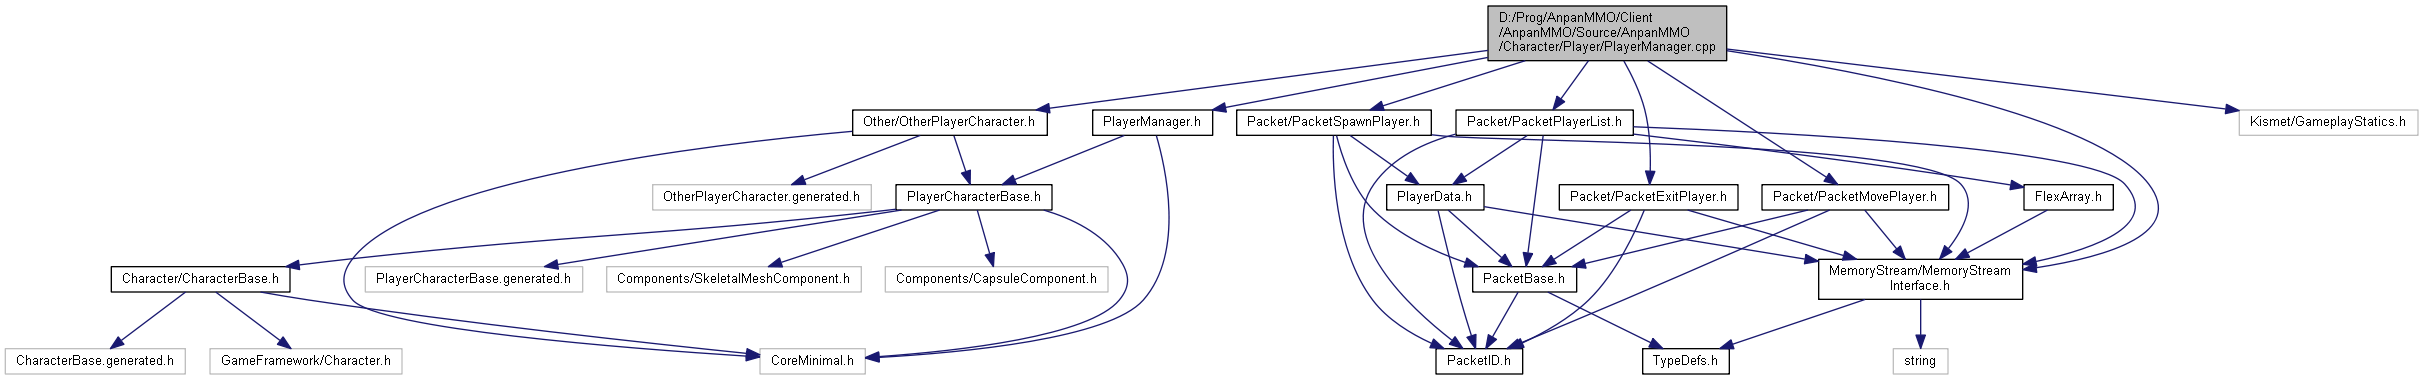 D:/Prog/AnpanMMO/Client
/AnpanMMO/Source/AnpanMMO
/Character/Player/PlayerManager.cpp
Other/OtherPlayerCharacter.h
PlayerManager.h
Packet/PacketSpawnPlayer.h
Packet/PacketPlayerList.h
Kismet/GameplayStatics.h
OtherPlayerCharacter.generated.h
PlayerCharacterBase.h
PlayerData.h
Packet/PacketExitPlayer.h
Packet/PacketMovePlayer.h
FlexArray.h
Character/CharacterBase.h
PlayerCharacterBase.generated.h
Components/SkeletalMeshComponent.h
Components/CapsuleComponent.h
PacketBase.h
MemoryStream/MemoryStream
Interface.h
CharacterBase.generated.h
GameFramework/Character.h
CoreMinimal.h
PacketID.h
TypeDefs.h
string